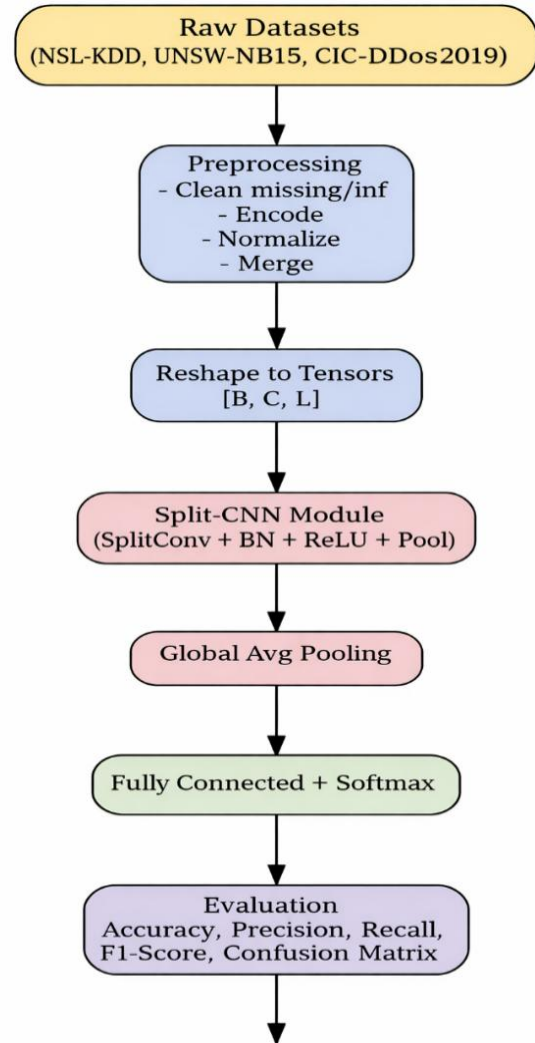 Raw Datasets
(NSL-KDD, UNSW-NB15, CIC-DDos2019)
Preprocessing
- Clean missing/inf
- Encode
- Normalize
- Merge
Reshape to Tensors
[B, C, L]
Split-CNN Module
(SplitConv + BN + ReLU + Pool)
Global Avg Pooling
Fully Connected + Softmax
Evaluation
Accuracy, Precision, Recall,
F1-Score, Confusion Matrix